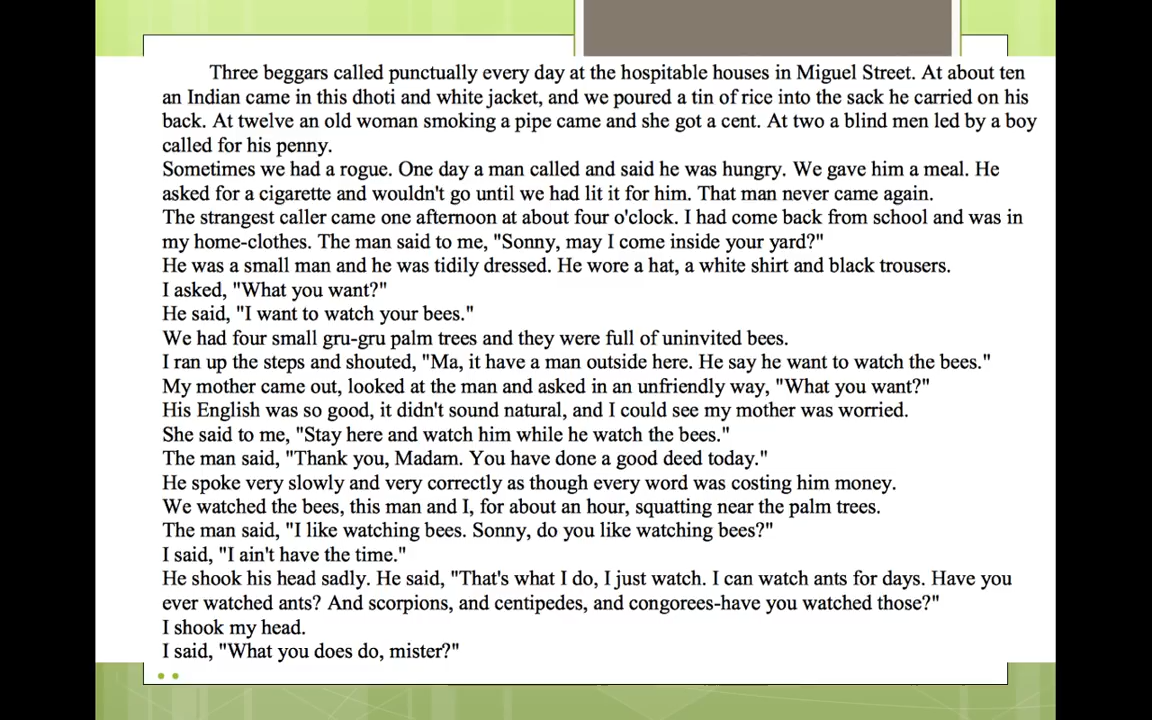 Three beggars called punctually every day at the hospitable houses in Miguel Street. At about ten
an Indian came in this dhoti and white jacket, and we poured a tin of rice into the sack he carried on his
back. At twelve an old woman smoking a pipe came and she got a cent. At two a blind men led by a boy
called for his penny.
Sometimes we had a rogue. One day a man called and said he was hungry. We gave him a meal. He
asked for a cigarette and wouldn't go until we had lit it for him. That man never came again.
The strangest caller came one afternoon at about four o'clock. I had come back from school and was in
my home-clothes. The man said to me, "Sonny, may I come inside your yard?"
He was a small man and he was tidily dressed. He wore a hat, a white shirt and black trousers.
I asked, "What you want?"
He said, "I want to watch your bees."
We had four small gru-gru palm trees and they were full of uninvited bees.
I ran up the steps and shouted, "Ma, it have a man outside here. He say he want to watch the bees."
My mother came out, looked at the man and asked in an unfriendly way, "What you want?"
His English was so good, it didn't sound natural, and I could see my mother was worried.
She said to me, "Stay here and watch him while he watch the bees."
The man said, "Thank you, Madam. You have done a good deed today."
He spoke very slowly and very correctly as though every word was costing him money.
We watched the bees, this man and I, for about an hour, squatting near the palm trees.
The man said, "I like watching bees. Sonny, do you like watching bees?"
I said, "I ain't have the time."
He shook his head sadly. He said, "That's what I do, I just watch. I can watch ants for days. Have you
ever watched ants? And scorpions, and centipedes, and congorees-have you watched those?"
I shook my head.
I said, "What you does do, mister?"